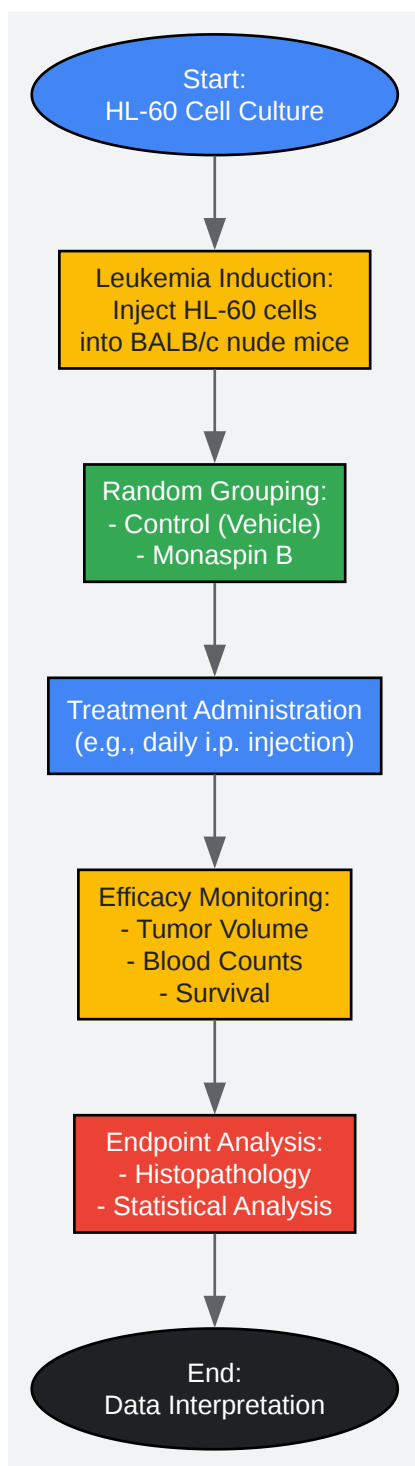 Start:
HL-60 Cell Culture
Leukemia Induction:
Inject HL-60 cells
into BALB/c nude mice
Random Grouping:
- Control (Vehicle)
- Monaspin B
Treatment Administration
(e.g., daily i.p. injection)
Efficacy Monitoring:
- Tumor Volume
- Blood Counts
- Survival
Endpoint Analysis:
- Histopathology
- Statistical Analysis
End:
Data Interpretation